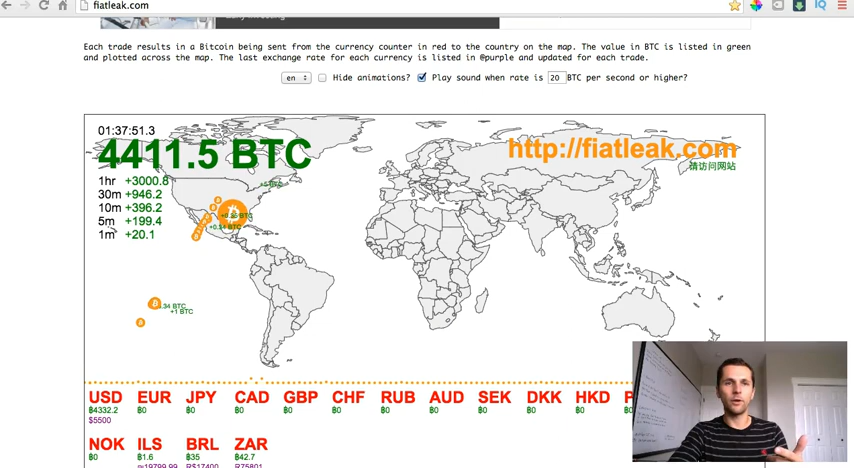 fiatleak.com
Each trade results in a Bitcoin being sent from the currency counter in red to the country on the map. The value in BTC is listed in green
and plotted across the map. The last exchange rate for each currency is listed in @purple and updated for each trade.
en Hide animations? Play sound when rate is 20 BTC per second or higher?
01:37:51.3
4411.5 BTC
http://fiatleak.com
请访问网站
1hr +3000.8
30m +946.2
10m +396.2
5m +199.4
1m +20.1
+1 BTC
USD EUR JPY CAD GBP CHF RUB AUD SEK DKK HKD
฿4332.2 ฿0 ฿0 ฿0 ฿0 ฿0 ฿0 ฿0 ฿0 ฿0 ฿0
$5500
NOK ILS BRL ZAR
฿0 ฿1.6 ฿35 ฿42.7
₪19799.99 R$17400 R75801